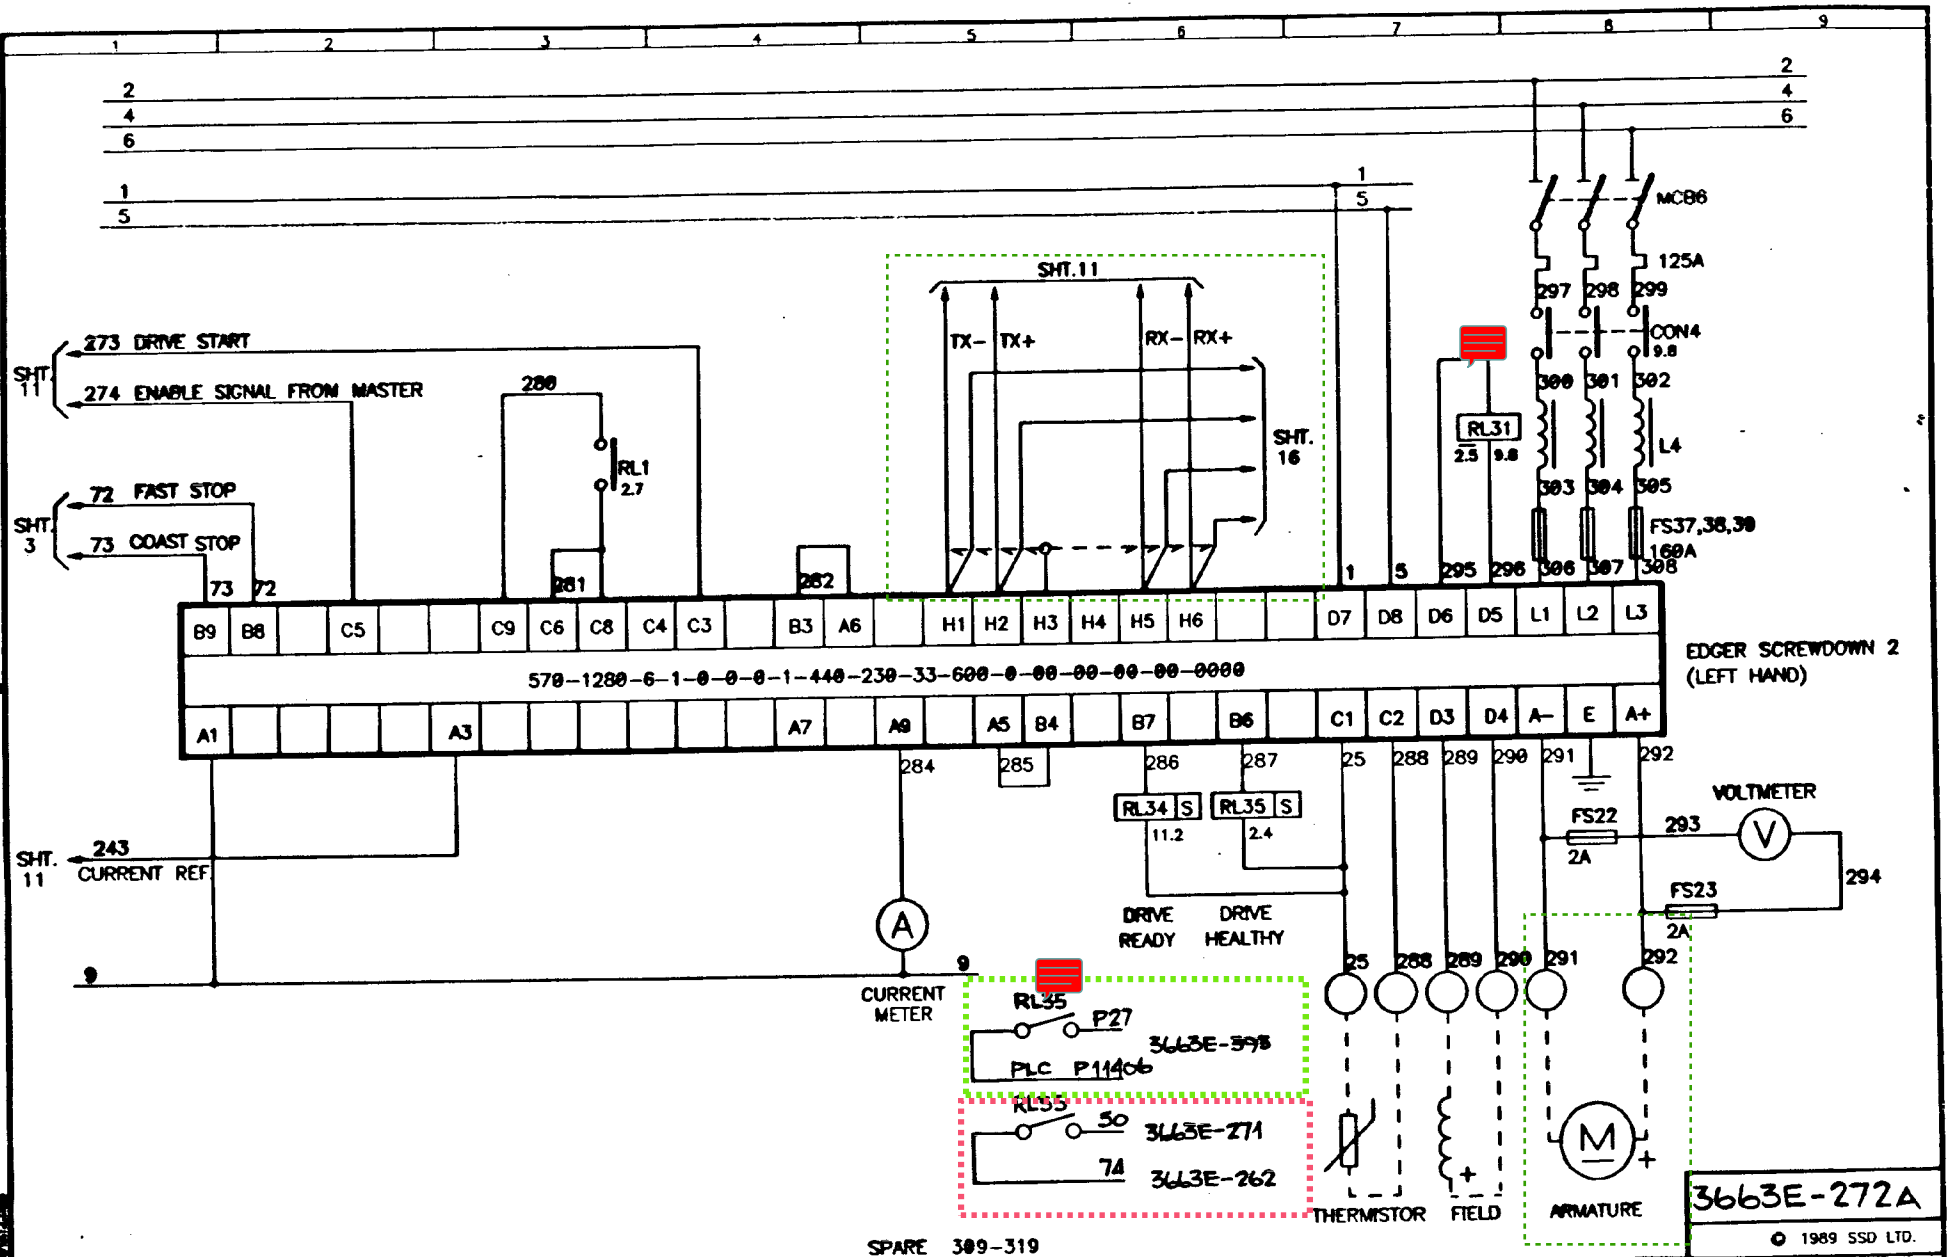 1 2 3 4 5 6 7 8 9
2 2
4 4
6 6
1 1
5 5
MCB6
125A
297 298 299
CON4
9.8
300 301 302
L4
303 304 305
FS37,38,39
160A
306 307 308
SHT.11
TX- TX+ RX- RX+
SHT.
16
273 DRIVE START
SHT.
11
274 ENABLE SIGNAL FROM MASTER
280
RL1
2.7
72 FAST STOP
SHT.
3
73 COAST STOP
RL31
2.5 9.8
73 72 281 282 1 5 295 296
B9 B8 C5 C9 C6 C8 C4 C3 B3 A6 H1 H2 H3 H4 H5 H6 D7 D8 D6 D5 L1 L2 L3
570-1280-6-1-0-0-0-1-440-230-33-600-0-00-00-00-00-0000
EDGER SCREWDOWN 2
(LEFT HAND)
A1 A3 A7 A9 A5 B4 B7 B6 C1 C2 D3 D4 A- E A+
284 285 286 287 25 288 289 290 291 292
RL34 S RL35 S
11.2 2.4
VOLTMETER
FS22
2A
293
V
294
FS23
2A
SHT.
11
243
CURRENT REF
A
DRIVE
READY
DRIVE
HEALTHY
9 9
CURRENT
METER
25 288 289 290 291 292
RL35
P27
3663E-393
PLC P11406
RL35
50 3663E-271
74 3663E-262
M
+ +
THERMISTOR FIELD ARMATURE
3663E-272A
© 1989 SSD LTD.
SPARE 309-319